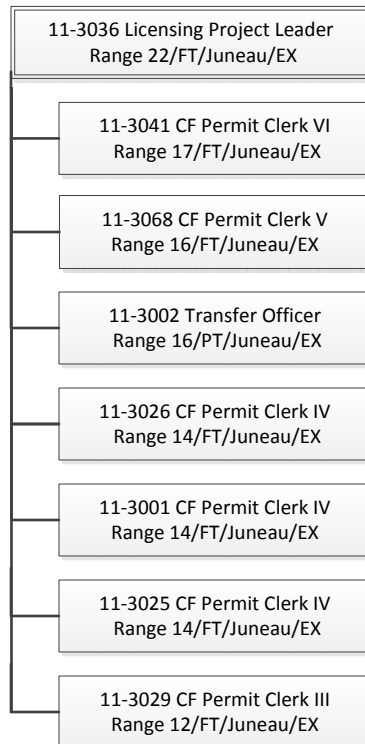 11-3036 Licensing Project Leader
Range 22/FT/Juneau/EX
11-3041 CF Permit Clerk VI
Range 17/FT/Juneau/EX
11-3068 CF Permit Clerk V
Range 16/FT/Juneau/EX
11-3002 Transfer Officer
Range 16/PT/Juneau/EX
11-3026 CF Permit Clerk IV
Range 14/FT/Juneau/EX
11-3001 CF Permit Clerk IV
Range 14/FT/Juneau/EX
11-3025 CF Permit Clerk IV
Range 14/FT/Juneau/EX
11-3029 CF Permit Clerk III
Range 12/FT/Juneau/EX